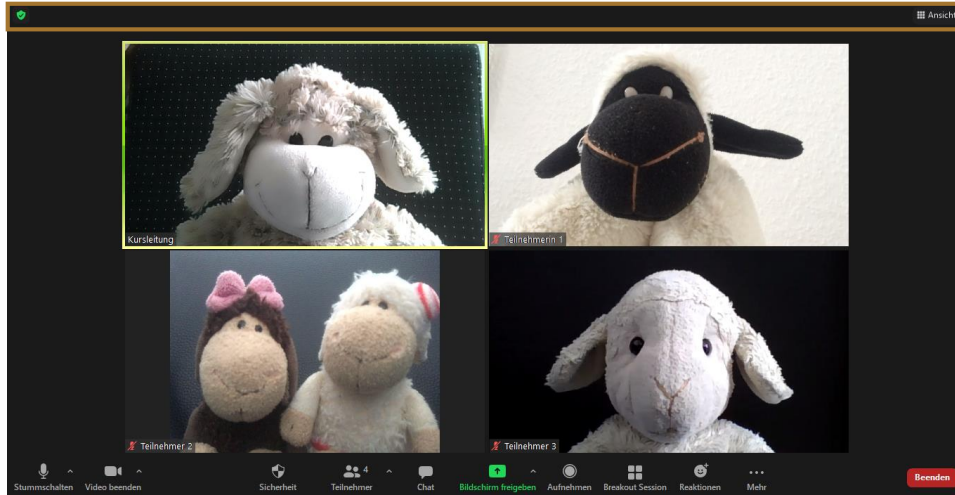 Ansicht
Kursleitung
Teilnehmerin 1
Teilnehmer 2
Teilnehmer 3
4
Stummschalten Video beenden Sicherheit Teilnehmer Chat Bildschirm freigeben Aufnehmen Breakout Session Reaktionen Mehr Beenden